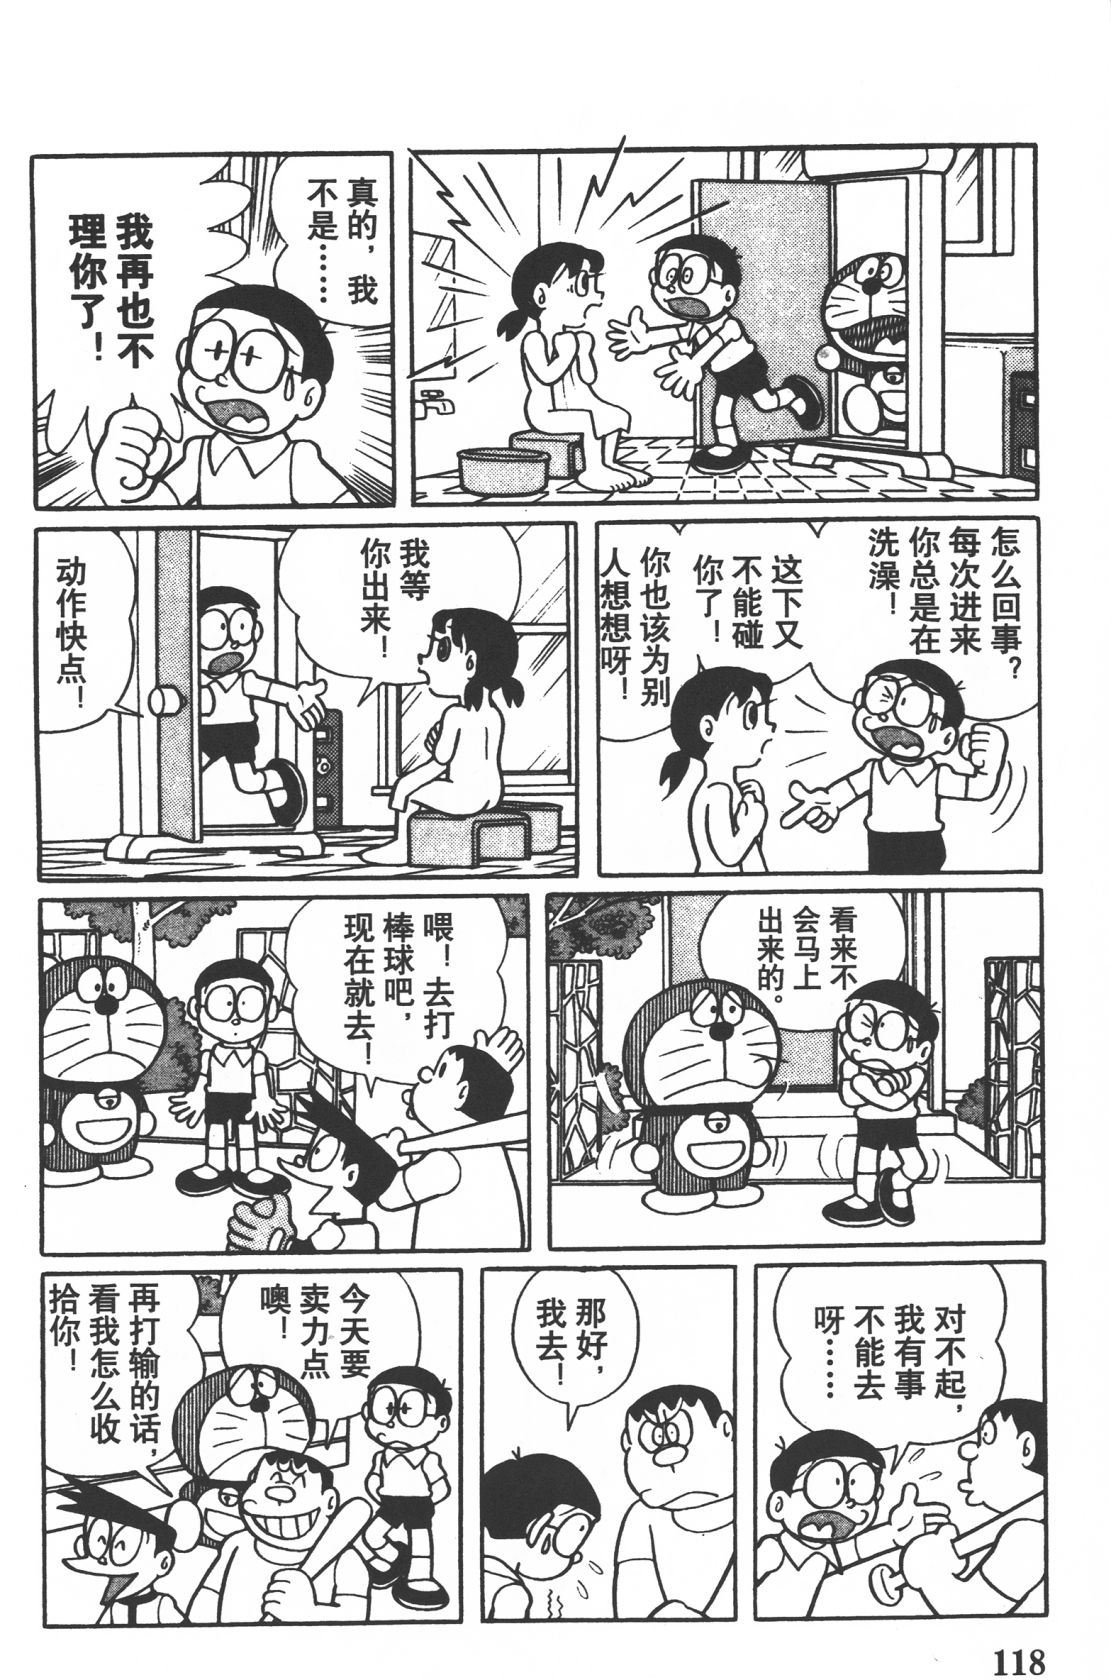 真的，我
不是……
我再也不
理你了！
怎么回事？
每次进来
你总是在
洗澡！
这下又
不能碰
你了！
你也该为别
人想想呀！
我等
你出来！
动作快点！
看来不
会马上
出来的。
喂！去打
棒球吧，
现在就去！
对不起，
我有事
不能去
呀……
那好，
我去！
今天要
卖力点
噢！
再打输的话，
看我怎么收
拾你！
118